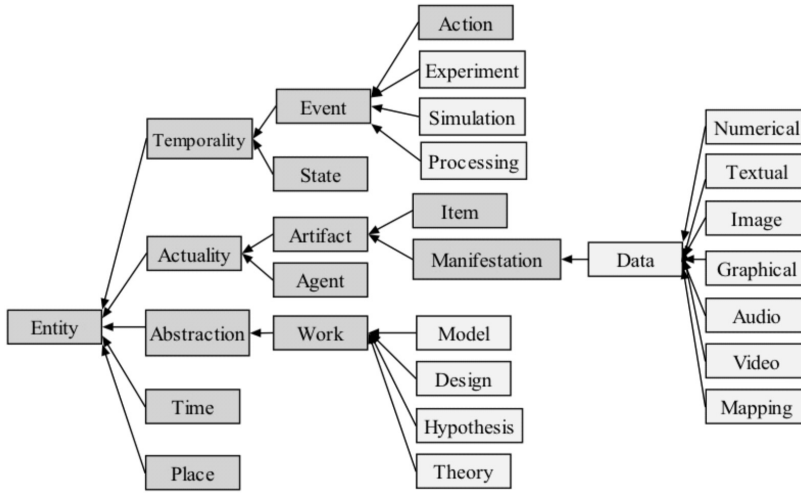 Action
Experiment
Event
Simulation
Numerical
Temporality
Processing
State
Textual
Item
Image
Artifact
Actuality
Manifestation
Data
Graphical
Agent
Audio
Entity
Abstraction
Work
Model
Video
Design
Time
Mapping
Hypothesis
Place
Theory